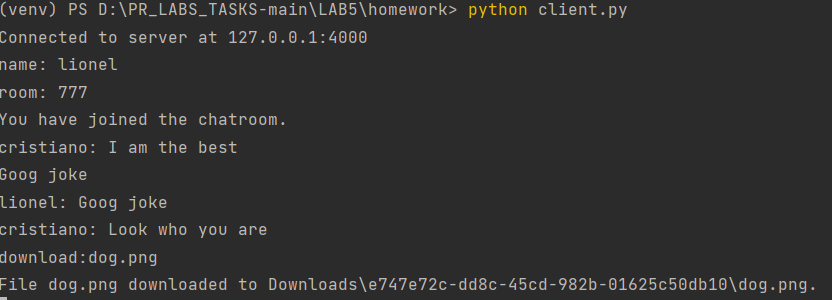 (venv) PS D:\PR_LABS_TASKS-main\LAB5\homework> python client.py
Connected to server at 127.0.0.1:4000
name: lionel
room: 777
You have joined the chatroom.
cristiano: I am the best
Goog joke
lionel: Goog joke
cristiano: Look who you are
download:dog.png
File dog.png downloaded to Downloads\e747e72c-dd8c-45cd-982b-01625c50db10\dog.png.